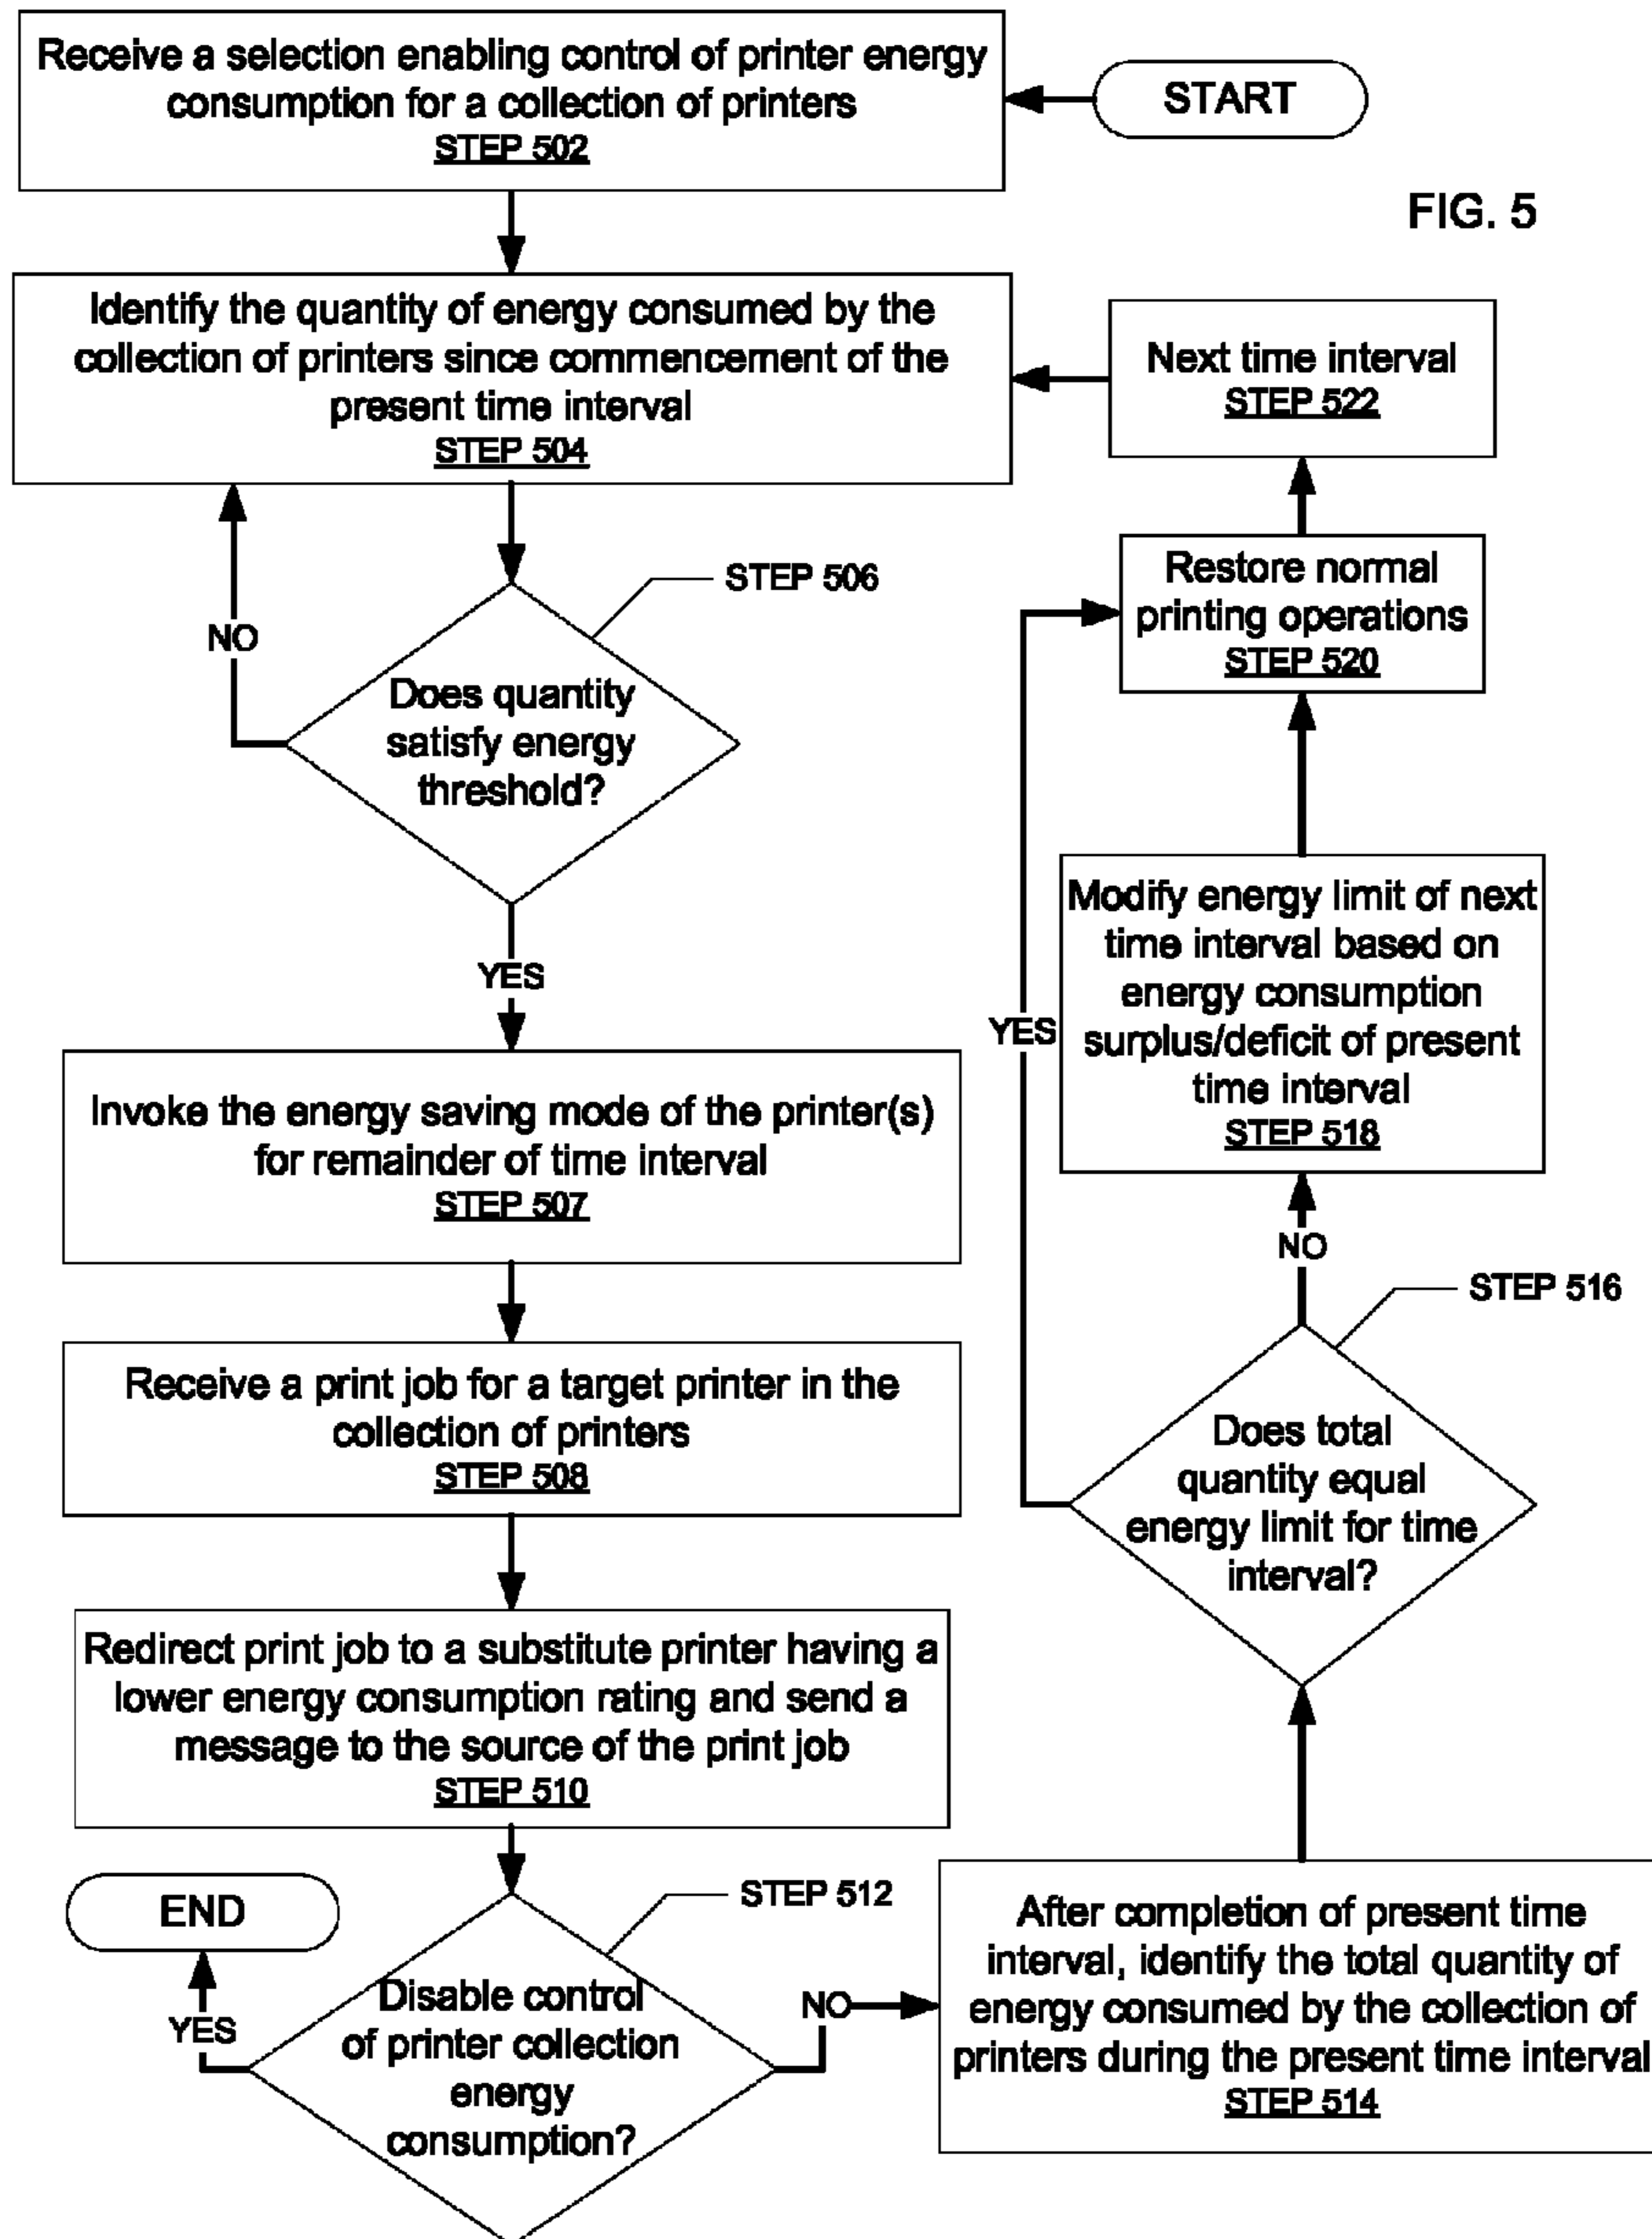 Receive a selection enabling control of printer energy
consumption for a collection of printers
STEP 502
START
FIG. 5
Identify the quantity of energy consumed by the
collection of printers since commencement of the
present time interval
STEP 504
Next time interval
STEP 522
STEP 506
NO
Does quantity
satisfy energy
threshold?
YES
Restore normal
printing operations
STEP 520
Modify energy limit of next
time interval based on
energy consumption
surplus/deficit of present
time interval
STEP 518
YES
Invoke the energy saving mode of the printer(s)
for remainder of time interval
STEP 507
NO
STEP 516
Receive a print job for a target printer in the
collection of printers
STEP 508
Does total
quantity equal
energy limit for time
interval?
Redirect print job to a substitute printer having a
lower energy consumption rating and send a
message to the source of the print job
STEP 510
END
STEP 512
YES
Disable control
of printer collection
energy
consumption?
NO
After completion of present time
interval, identify the total quantity of
energy consumed by the collection of
printers during the present time interval
STEP 514